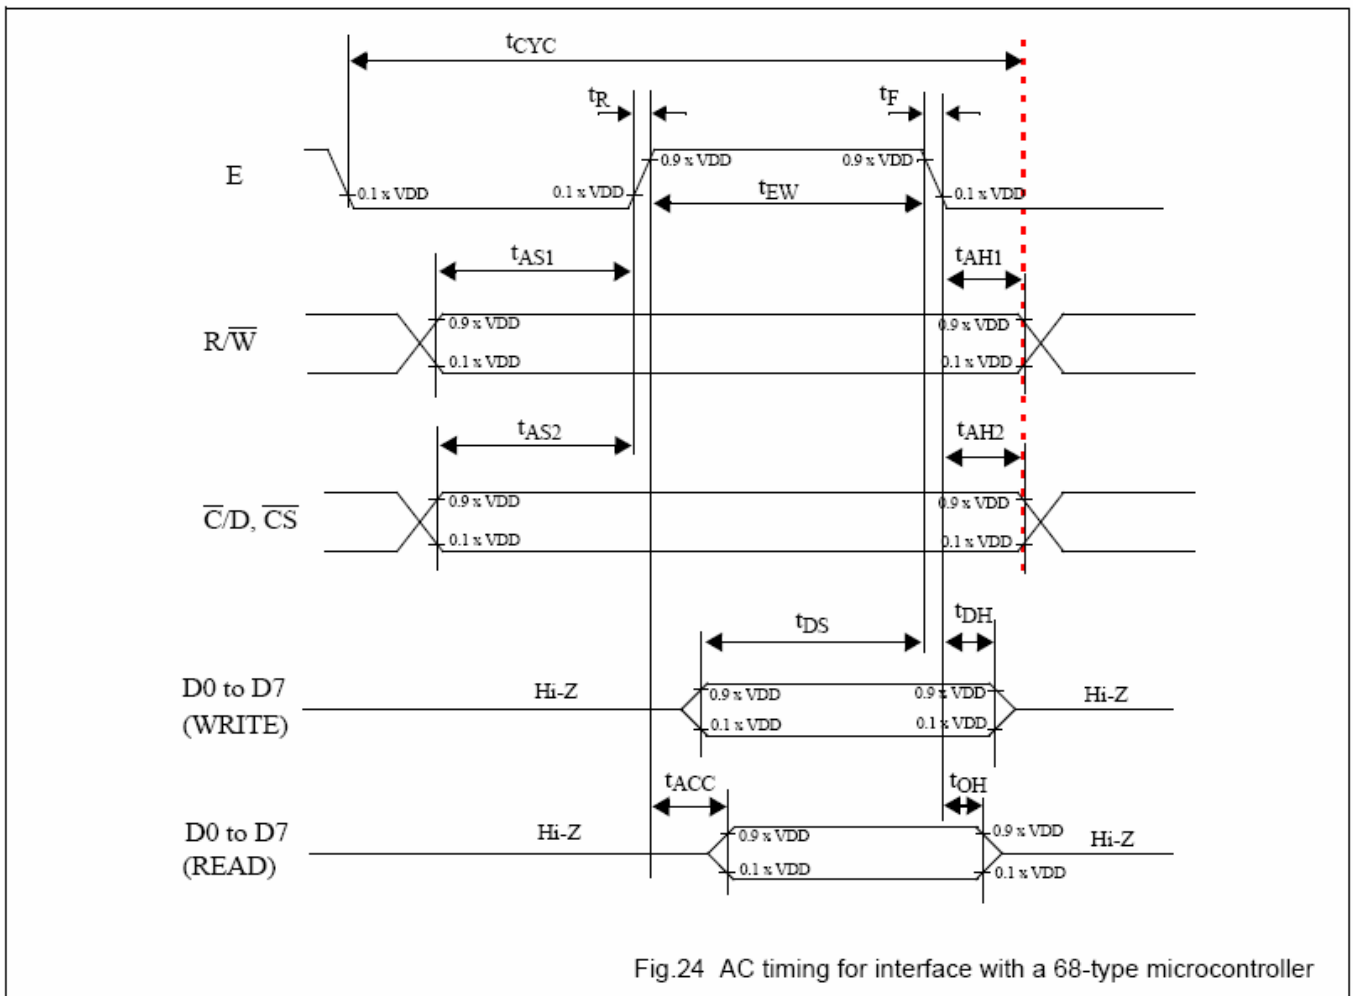 tCYC
tR
tF
E
0.9 x VDD
0.9 x VDD
0.1 x VDD
0.1 x VDD
0.1 x VDD
tEW
tAS1
tAH1
R/W̅
0.9 x VDD
0.9 x VDD
0.1 x VDD
0.1 x VDD
tAS2
tAH2
C̅/D, C̅S̅
0.9 x VDD
0.9 x VDD
0.1 x VDD
0.1 x VDD
tDS
tDH
D0 to D7
(WRITE)
Hi-Z
0.9 x VDD
0.9 x VDD
Hi-Z
0.1 x VDD
0.1 x VDD
tACC
tOH
D0 to D7
(READ)
Hi-Z
0.9 x VDD
0.9 x VDD
Hi-Z
0.1 x VDD
0.1 x VDD
Fig.24 AC timing for interface with a 68-type microcontroller